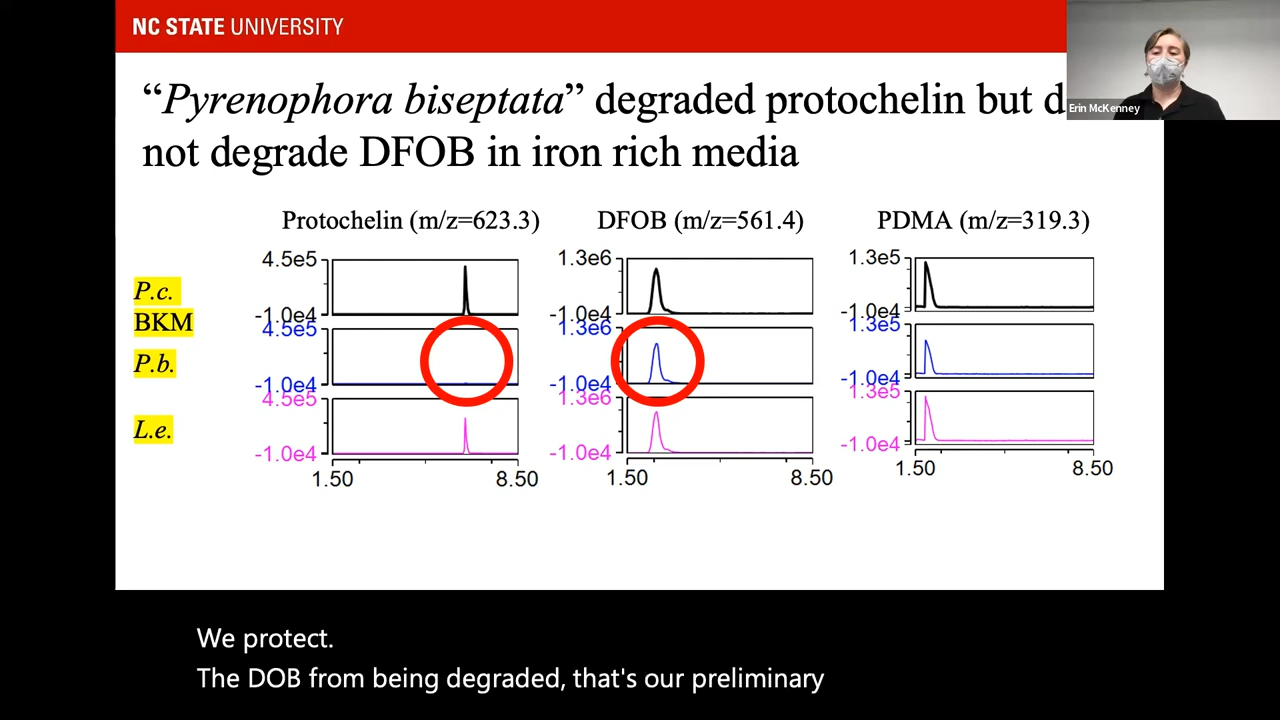 NC STATE UNIVERSITY
Erin McKenney
“Pyrenophora biseptata” degraded protochelin but d
not degrade DFOB in iron rich media
Protochelin (m/z=623.3)
DFOB (m/z=561.4)
PDMA (m/z=319.3)
P.c.
BKM
P.b.
L.e.
4.5e5
-1.0e4
4.5e5
-1.0e4
4.5e5
-1.0e4
1.50
8.50
1.3e6
-1.0e4
1.3e6
-1.0e4
1.3e6
-1.0e4
1.50
8.50
1.3e5
-1.0e4
1.3e5
-1.0e4
1.3e5
-1.0e4
1.50
8.50
We protect.
The DOB from being degraded, that's our preliminary